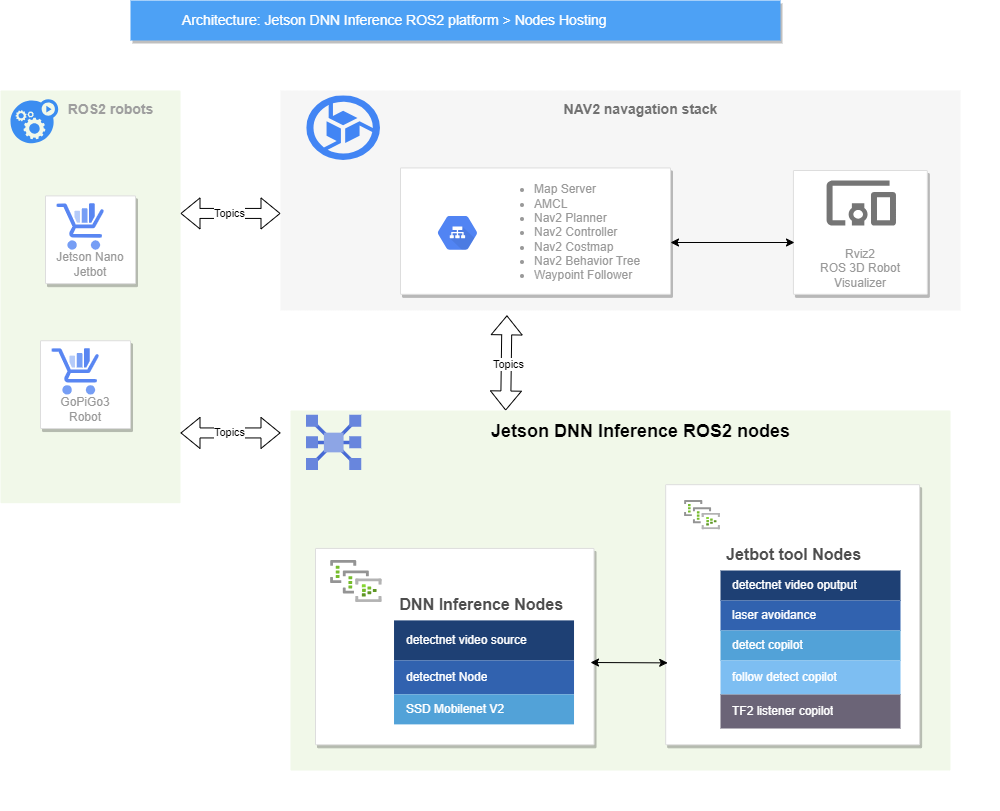 Architecture: Jetson DNN Inference ROS2 platform > Nodes Hosting
ROS2 robots
Jetson Nano
Jetbot
GoPiGo3
Robot
Topics
Topics
NAV2 navagation stack
Map Server
AMCL
Nav2 Planner
Nav2 Controller
Nav2 Costmap
Nav2 Behavior Tree
Waypoint Follower
Rviz2
ROS 3D Robot
Visualizer
Topics
Jetson DNN Inference ROS2 nodes
DNN Inference Nodes
detectnet video source
detectnet Node
SSD Mobilenet V2
Jetbot tool Nodes
detectnet video oputput
laser avoidance
detect copilot
follow detect copilot
TF2 listener copilot